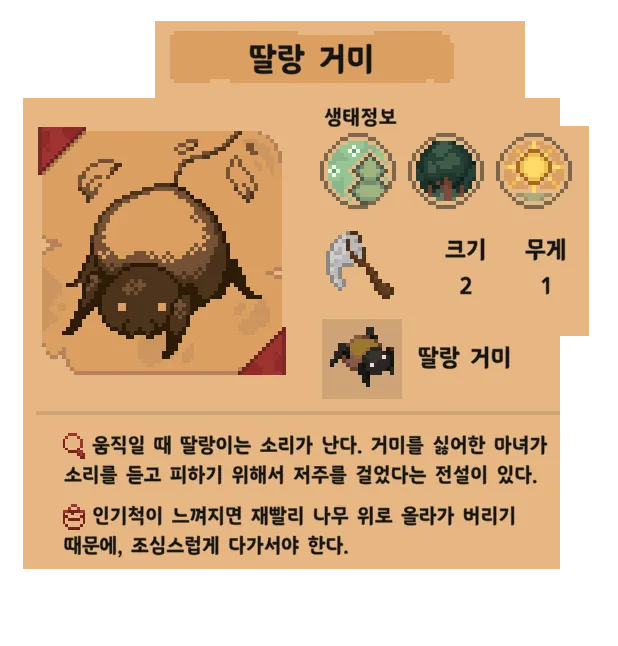 딸랑 거미
생태정보
크기 무게
2 1
딸랑 거미
움직일 때 딸랑이는 소리가 난다. 거미를 싫어한 마녀가
소리를 듣고 피하기 위해서 저주를 걸었다는 전설이 있다.
인기척이 느껴지면 재빨리 나무 위로 올라가 버리기
때문에, 조심스럽게 다가서야 한다.